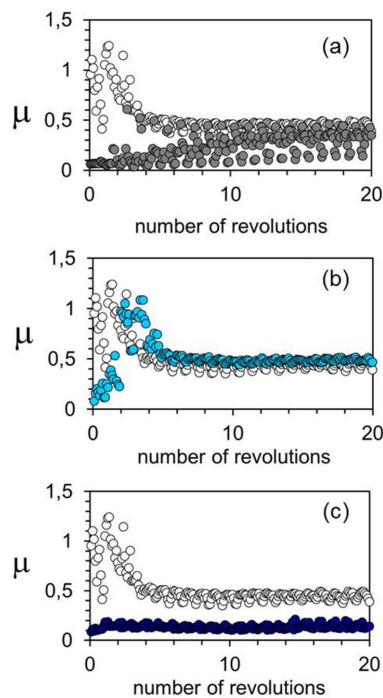 1,5
(a)
1
μ
0,5
0
0 10 20
number of revolutions
1,5
(b)
1
μ
0,5
0
0 10 20
number of revolutions
1,5
(c)
1
μ
0,5
0
0 10 20
number of revolutions